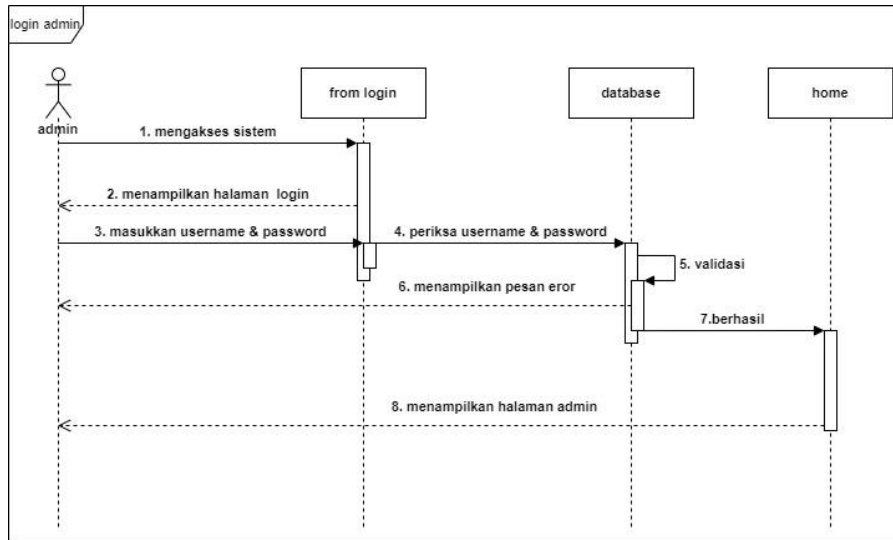 login admin
from login
database
home
admin
1. mengakses sistem
2. menampilkan halaman login
3. masukkan username & password
4. periksa username & password
5. validasi
6. menampilkan pesan eror
7.berhasil
8. menampilkan halaman admin